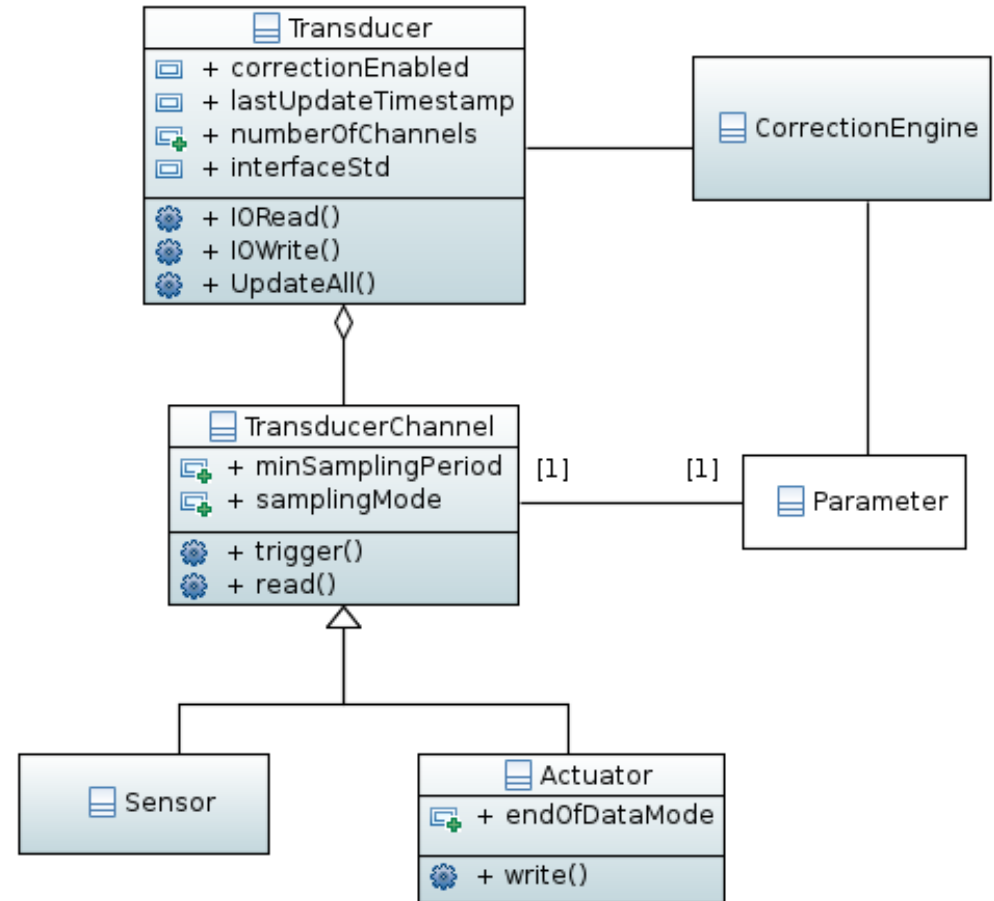 Transducer
+ correctionEnabled
+ lastUpdateTimestamp
+ numberOfChannels
+ interfaceStd
+ IORead()
+ IOWrite()
+ UpdateAll()
CorrectionEngine
TransducerChannel
+ minSamplingPeriod
+ samplingMode
+ trigger()
+ read()
[1]
[1]
Parameter
Sensor
Actuator
+ endOfDataMode
+ write()